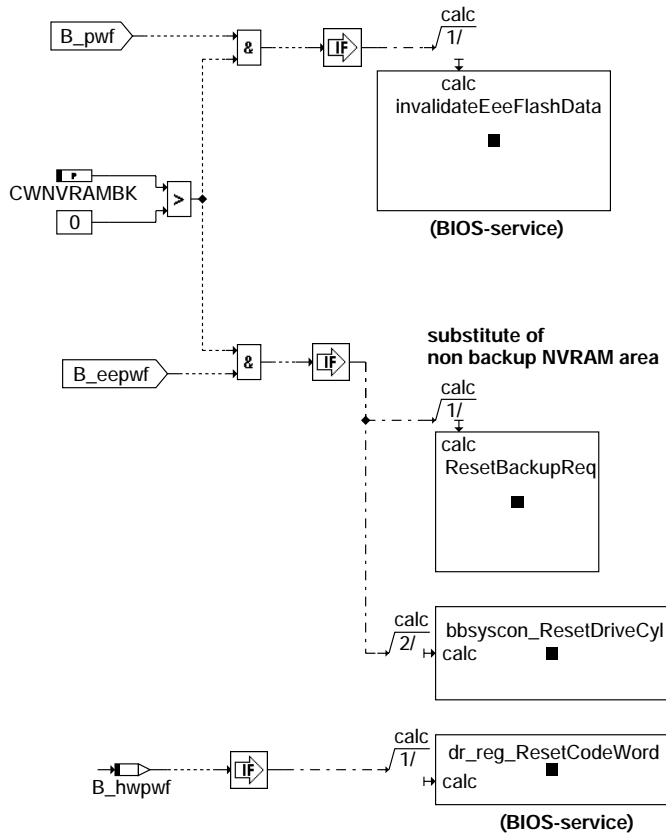 calc
1/
B_pwf
&
IF
calc
invalidateEeeFlashData
P
CWNVRAMBK
>
0
(BIOS-service)
substitute of
non backup NVRAM area
&
IF
B_eepwf
calc
1/
calc
ResetBackupReq
calc
2/
bbsyscon_ResetDriveCyl
calc
calc
1/
dr_reg_ResetCodeWord
IF
calc
B_hwpwf
(BIOS-service)